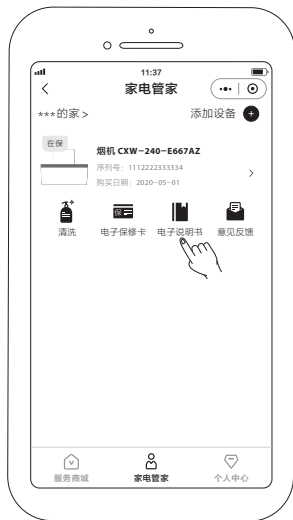 11:37
家电管家
***的家 >
添加设备
在保
烟机 CXW-240-E667AZ
序列号：1112222333334
购买日期：2020-05-01
保
清洗 电子保修卡 电子说明书 意见反馈
服务商城 家电管家 个人中心